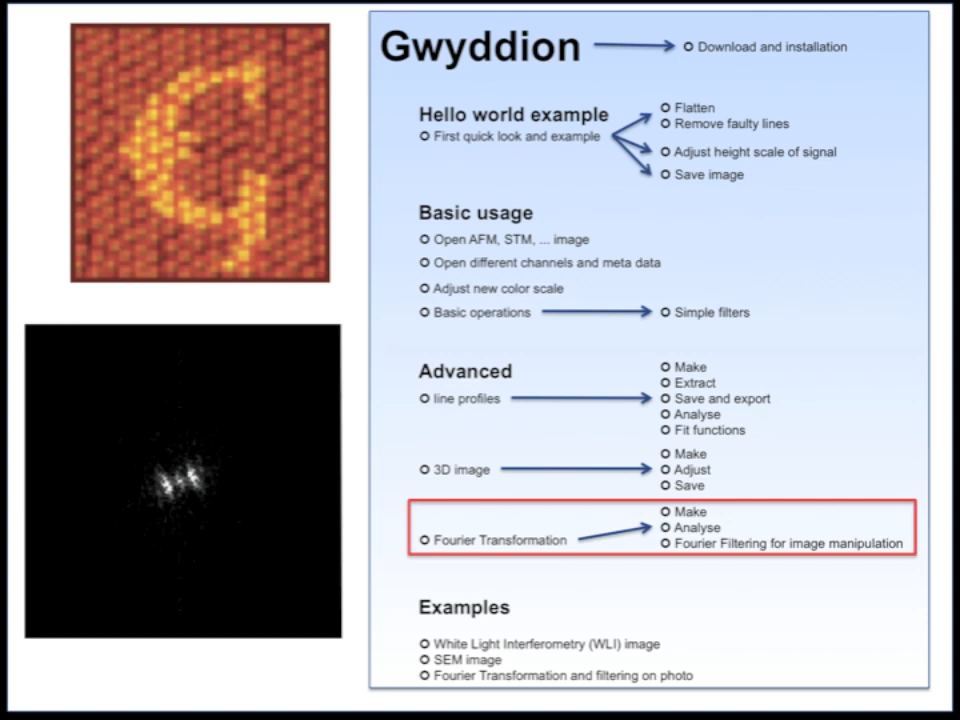 Gwyddion
Download and installation
Hello world example
First quick look and example
Flatten
Remove faulty lines
Adjust height scale of signal
Save image
Basic usage
Open AFM, STM, ... image
Open different channels and meta data
Adjust new color scale
Basic operations
Simple filters
Advanced
line profiles
Make
Extract
Save and export
Analyse
Fit functions
3D image
Make
Adjust
Save
Fourier Transformation
Make
Analyse
Fourier Filtering for image manipulation
Examples
White Light Interferometry (WLI) image
SEM image
Fourier Transformation and filtering on photo